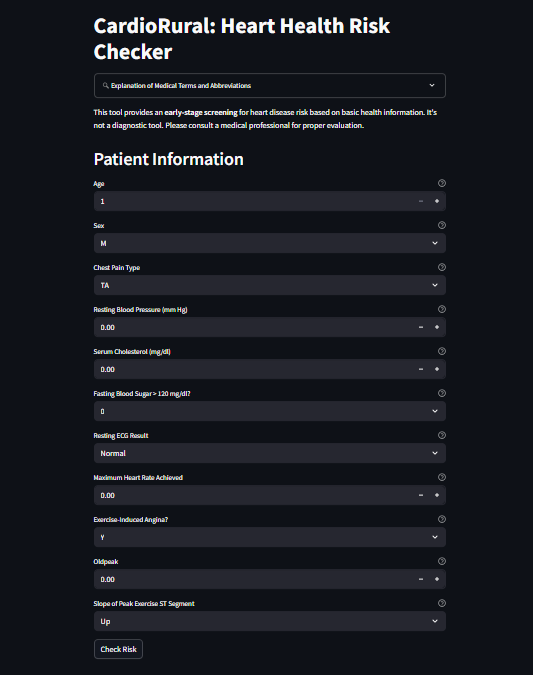 CardioRural: Heart Health Risk
Checker
🔍 Explanation of Medical Terms and Abbreviations
This tool provides an early-stage screening for heart disease risk based on basic health information. It's
not a diagnostic tool. Please consult a medical professional for proper evaluation.
Patient Information
Age
1
Sex
M
Chest Pain Type
TA
Resting Blood Pressure (mm Hg)
0.00
Serum Cholesterol (mg/dl)
0.00
Fasting Blood Sugar > 120 mg/dl?
0
Resting ECG Result
Normal
Maximum Heart Rate Achieved
0.00
Exercise-Induced Angina?
Y
Oldpeak
0.00
Slope of Peak Exercise ST Segment
Up
Check Risk